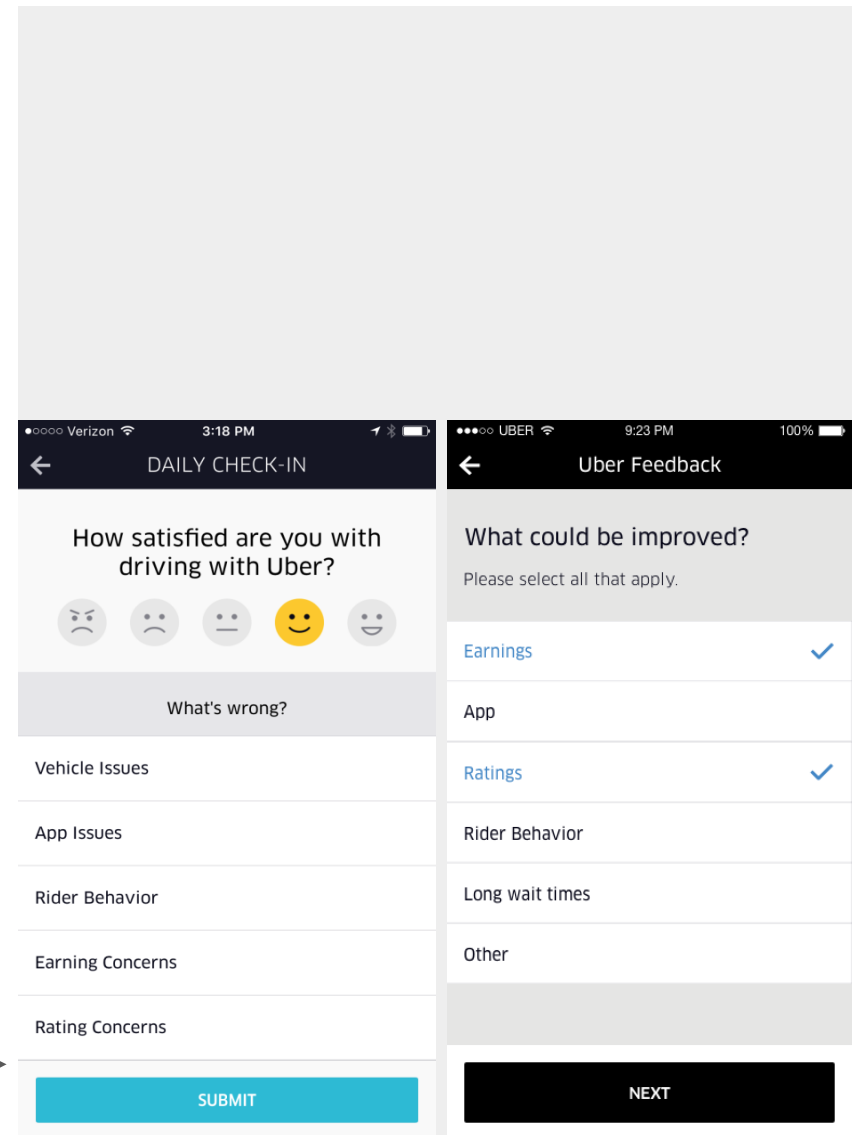 Verizon 3:18 PM
DAILY CHECK-IN
How satisfied are you with
driving with Uber?
What's wrong?
Vehicle Issues
App Issues
Rider Behavior
Earning Concerns
Rating Concerns
SUBMIT
UBER 9:23 PM 100%
Uber Feedback
What could be improved?
Please select all that apply.
Earnings
App
Ratings
Rider Behavior
Long wait times
Other
NEXT